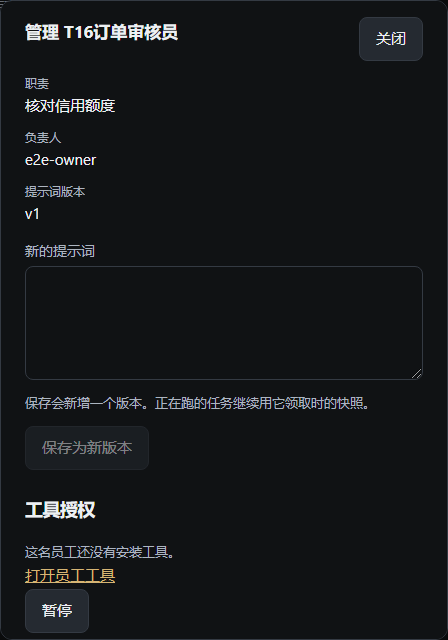 管理 T16订单审核员
关闭
职责
核对信用额度
负责人
e2e-owner
提示词版本
v1
新的提示词
保存会新增一个版本。正在跑的任务继续用它领取时的快照。
保存为新版本
工具授权
这名员工还没有安装工具。
打开员工工具
暂停